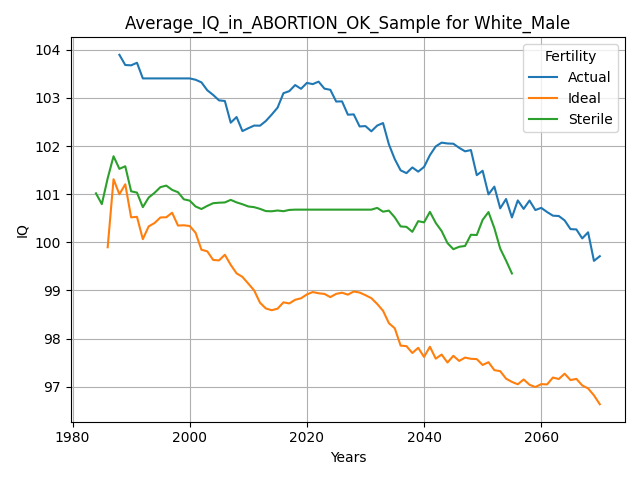 Average_IQ_in_ABORTION_OK_Sample for White_Male
Fertility
Actual
Ideal
Sterile
104
103
102
101
100
99
98
97
IQ
1980
2000
2020
2040
2060
Years